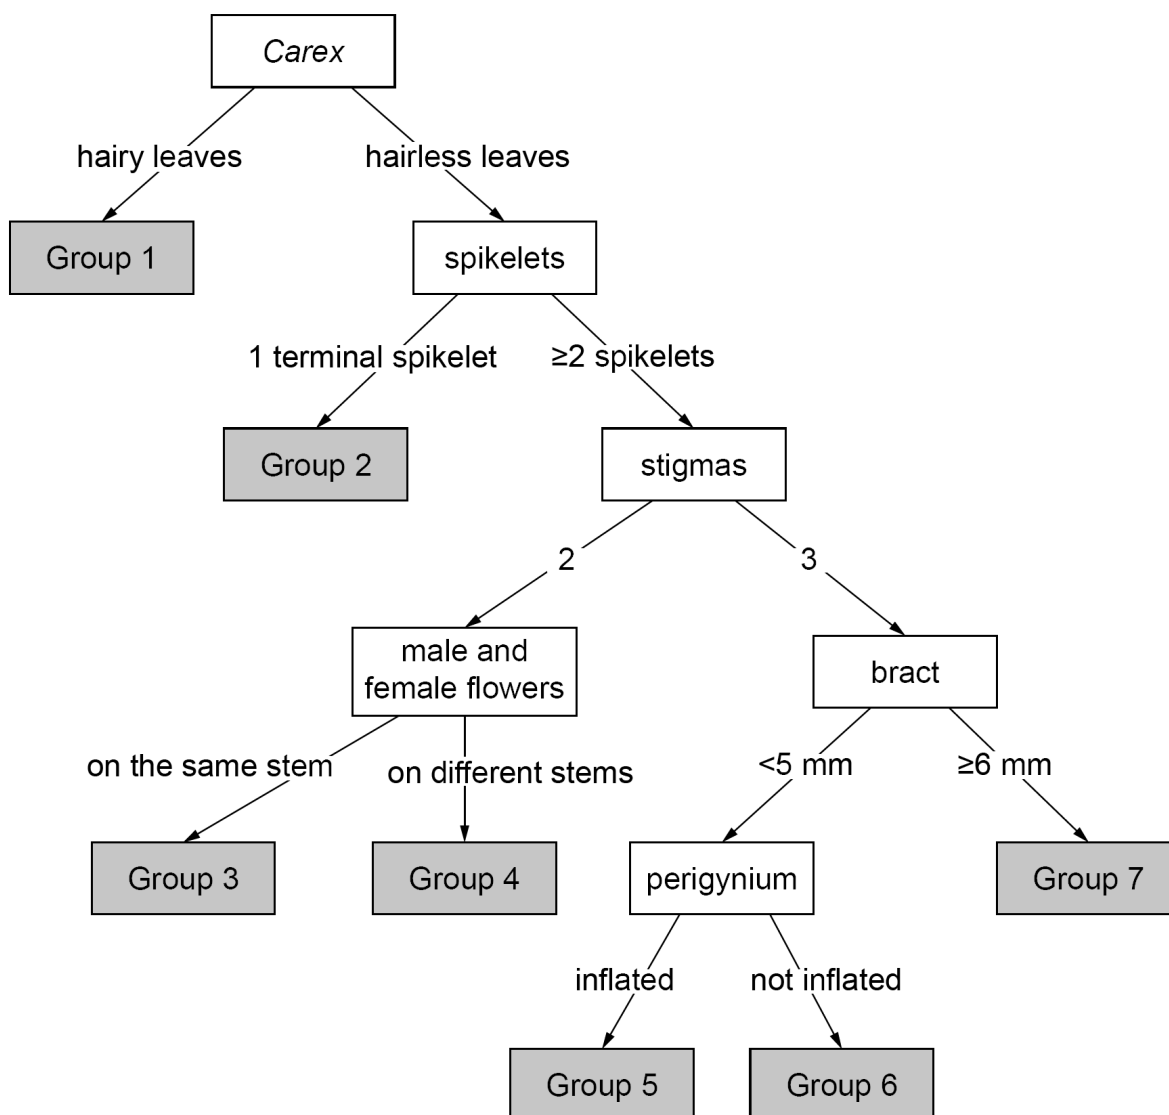 Carex
hairy leaves
hairless leaves
Group 1
spikelets
1 terminal spikelet
≥2 spikelets
Group 2
stigmas
2
3
male and
female flowers
bract
on the same stem
on different stems
<5 mm
≥6 mm
Group 3
Group 4
perigynium
Group 7
inflated
not inflated
Group 5
Group 6